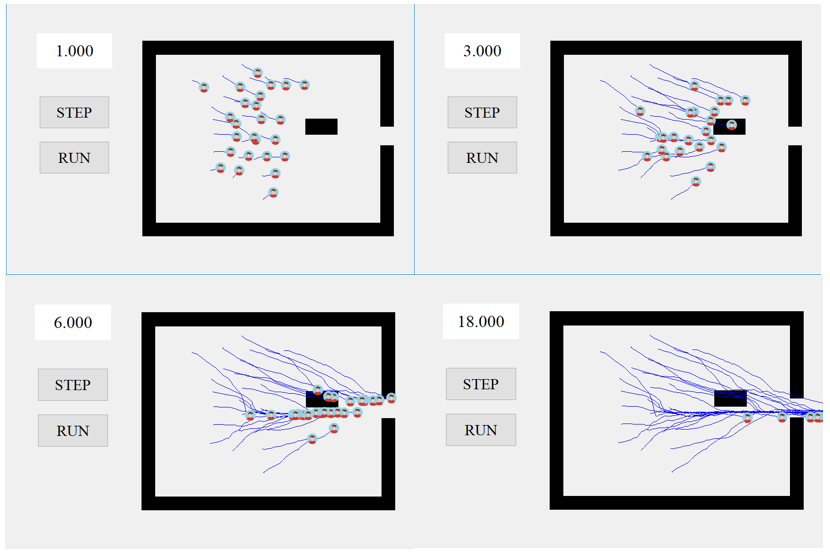 1.000
STEP
RUN
3.000
STEP
RUN
6.000
STEP
RUN
18.000
STEP
RUN